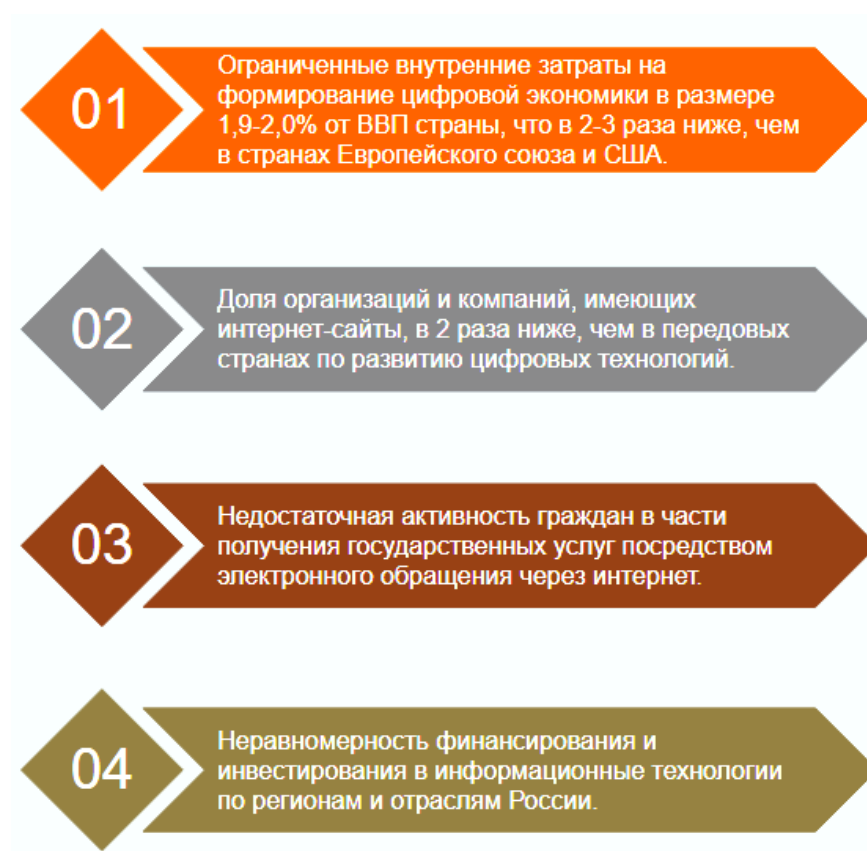 01
Ограниченные внутренние затраты на
формирование цифровой экономики в размере
1,9-2,0% от ВВП страны, что в 2-3 раза ниже, чем
в странах Европейского союза и США.
02
Доля организаций и компаний, имеющих
интернет-сайты, в 2 раза ниже, чем в передовых
странах по развитию цифровых технологий.
03
Недостаточная активность граждан в части
получения государственных услуг посредством
электронного обращения через интернет.
04
Неравномерность финансирования и
инвестирования в информационные технологии
по регионам и отраслям России.